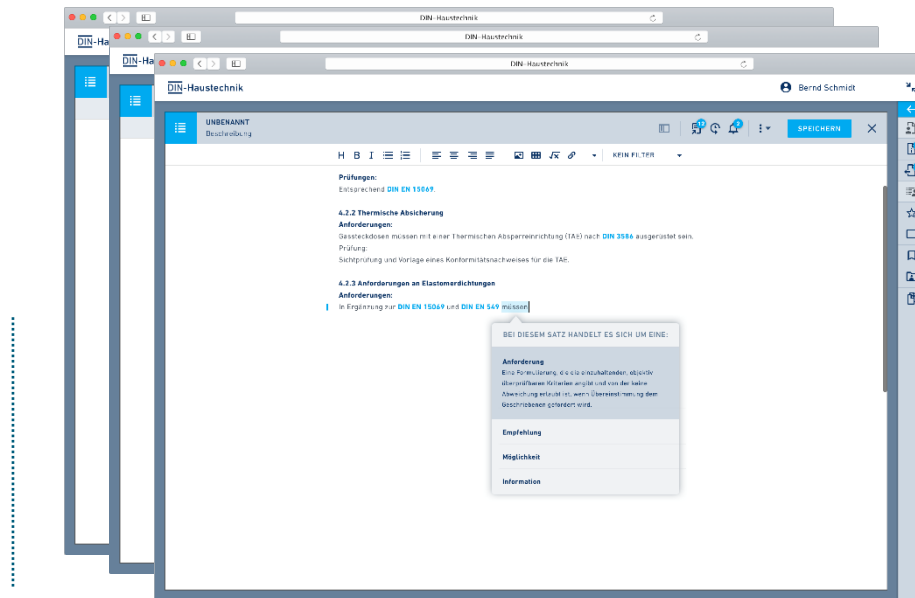 DIN-Haustechnik
DIN-Ha
DIN-Haustechnik
DIN-Ha
DIN-Haustechnik
DIN-Haustechnik
Bernd Schmidt
UNBENANNT
Beschreibung
12
2
SPEICHERN
H B I
KEIN FILTER
Prüfungen:
Entsprechend DIN EN 15069.
4.2.2 Thermische Absicherung
Anforderungen:
Gassteckdosen müssen mit einer Thermischen Absperreinrichtung (TAE) nach DIN 3586 ausgerüstet sein.
Prüfung:
Sichtprüfung und Vorlage eines Konformitätsnachweises für die TAE.
4.2.3 Anforderungen an Elastomerdichtungen
Anforderungen:
In Ergänzung zur DIN EN 15069 und DIN EN 549 müssen
BEI DIESEM SATZ HANDELT ES SICH UM EINE:
Anforderung
Eine Formulierung, die die einzuhaltenden, objektiv
überprüfbaren Kriterien angibt und von der keine
Abweichung erlaubt ist, wenn Übereinstimmung dem
Geschriebenen gefordert wird.
Empfehlung
Möglichkeit
Information